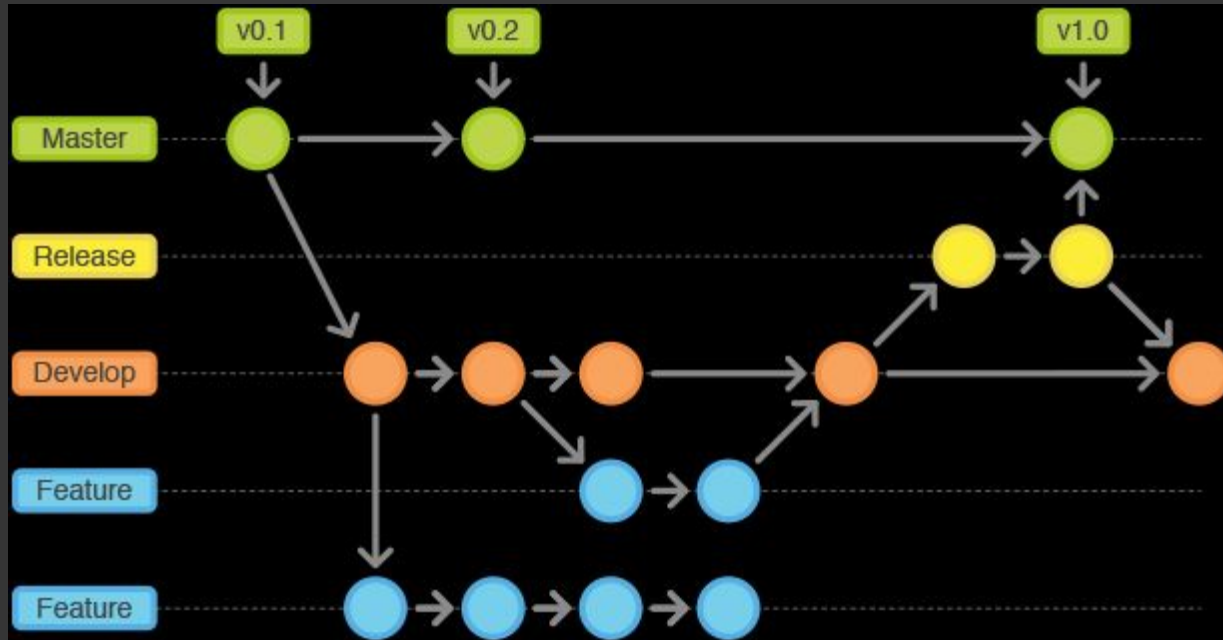 v0.1
v0.2
v1.0
Master
Release
Develop
Feature
Feature